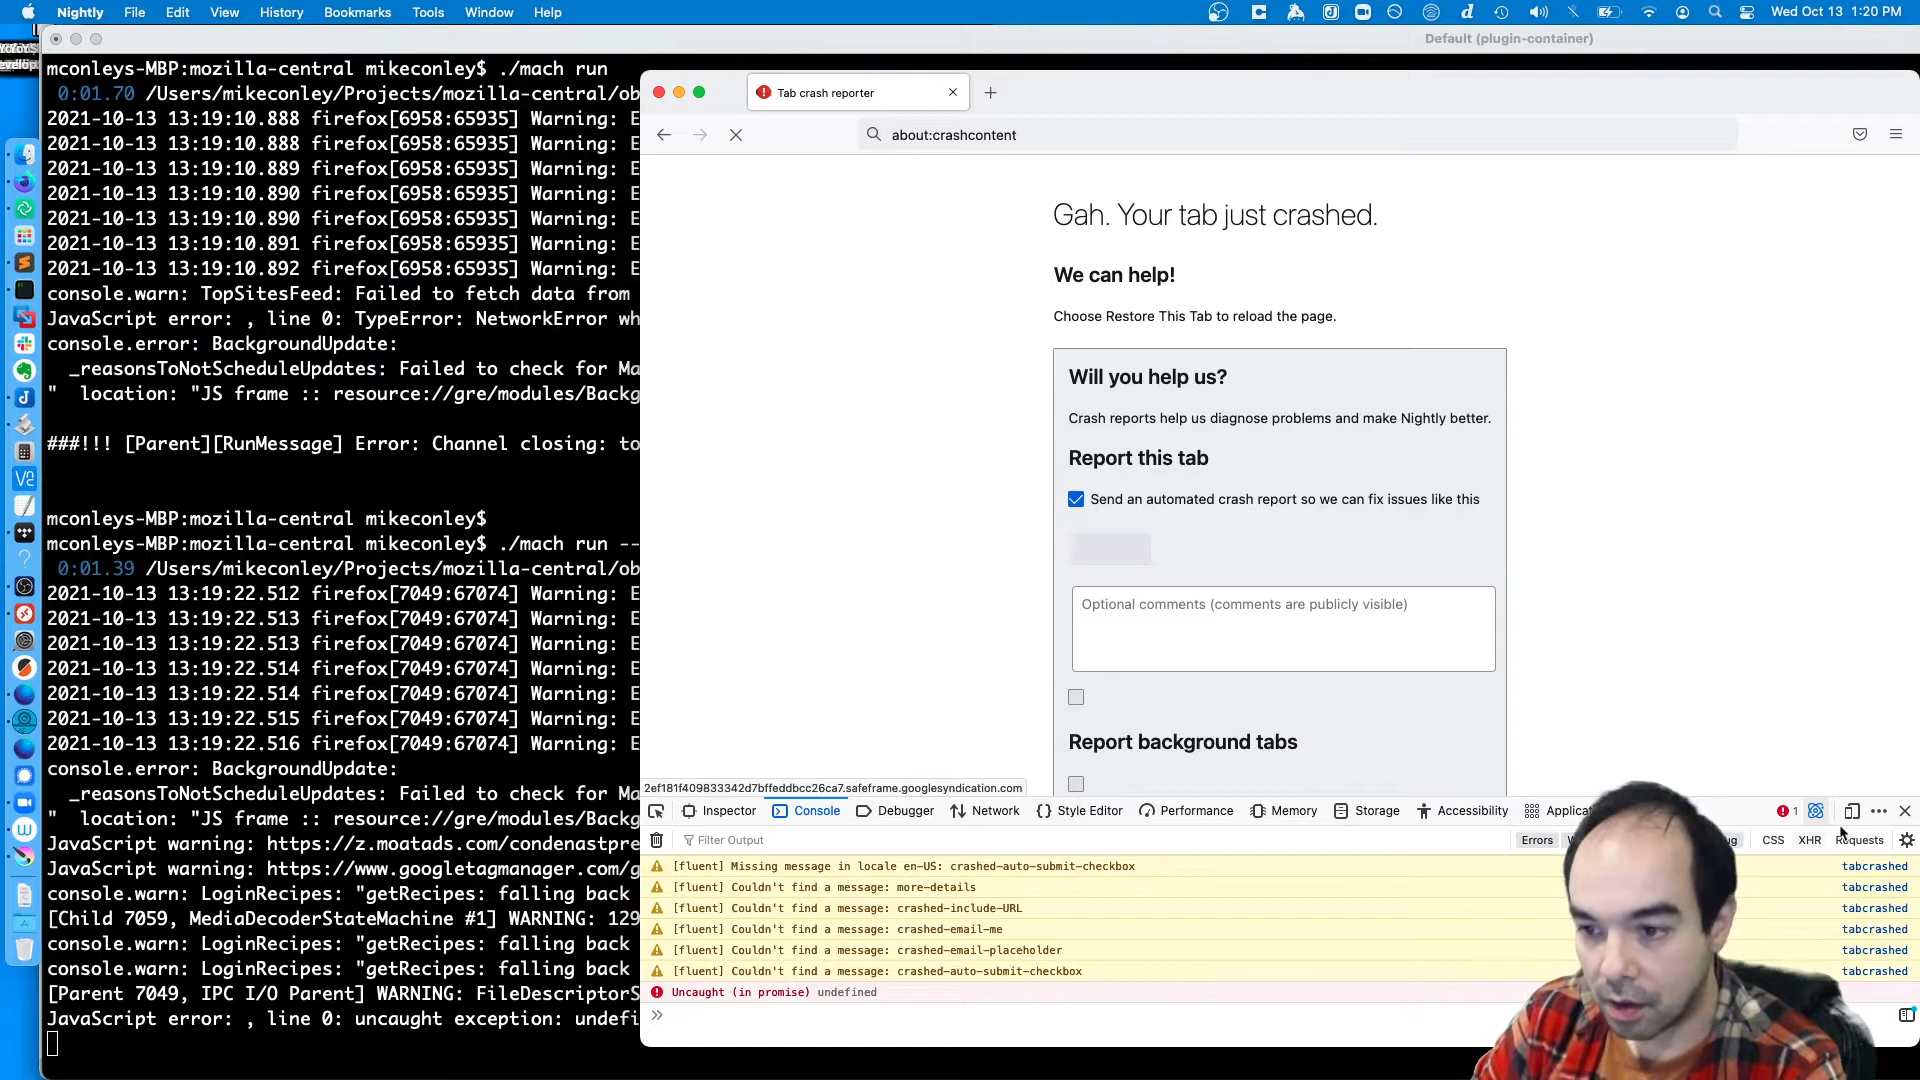 Nightly File Edit View History Bookmarks Tools Window Help Wed Oct 13 1:20 PM
Default (plugin-container)
mconleys-MBP:mozilla-central mikeconley$ ./mach run
0:01.70 /Users/mikeconley/Projects/mozilla-central/ob
2021-10-13 13:19:10.888 firefox[6958:65935] Warning: E
2021-10-13 13:19:10.888 firefox[6958:65935] Warning: E
2021-10-13 13:19:10.889 firefox[6958:65935] Warning: E
2021-10-13 13:19:10.890 firefox[6958:65935] Warning: E
2021-10-13 13:19:10.890 firefox[6958:65935] Warning: E
2021-10-13 13:19:10.891 firefox[6958:65935] Warning: E
2021-10-13 13:19:10.892 firefox[6958:65935] Warning: E
console.warn: TopSitesFeed: Failed to fetch data from
JavaScript error: , line 0: TypeError: NetworkError wh
console.error: BackgroundUpdate:
_reasonsToNotScheduleUpdates: Failed to check for Ma
" location: "JS frame :: resource://gre/modules/Backg
###!!! [Parent][RunMessage] Error: Channel closing: to
mconleys-MBP:mozilla-central mikeconley$
mconleys-MBP:mozilla-central mikeconley$ ./mach run --
0:01.39 /Users/mikeconley/Projects/mozilla-central/ob
2021-10-13 13:19:22.512 firefox[7049:67074] Warning: E
2021-10-13 13:19:22.513 firefox[7049:67074] Warning: E
2021-10-13 13:19:22.513 firefox[7049:67074] Warning: E
2021-10-13 13:19:22.514 firefox[7049:67074] Warning: E
2021-10-13 13:19:22.514 firefox[7049:67074] Warning: E
2021-10-13 13:19:22.515 firefox[7049:67074] Warning: E
2021-10-13 13:19:22.516 firefox[7049:67074] Warning: E
console.error: BackgroundUpdate:
_reasonsToNotScheduleUpdates: Failed to check for Ma
" location: "JS frame :: resource://gre/modules/Backg
JavaScript warning: https://z.moatads.com/condenastpre
JavaScript warning: https://www.googletagmanager.com/g
console.warn: LoginRecipes: "getRecipes: falling back
[Child 7059, MediaDecoderStateMachine #1] WARNING: 129
console.warn: LoginRecipes: "getRecipes: falling back
console.warn: LoginRecipes: "getRecipes: falling back
[Parent 7049, IPC I/O Parent] WARNING: FileDescriptorS
JavaScript error: , line 0: uncaught exception: undefi
Tab crash reporter
about:crashcontent
Gah. Your tab just crashed.
We can help!
Choose Restore This Tab to reload the page.
Will you help us?
Crash reports help us diagnose problems and make Nightly better.
Report this tab
Send an automated crash report so we can fix issues like this
Optional comments (comments are publicly visible)
Report background tabs
2ef181f409833342d7bffeddbcc26ca7.safeframe.googlesyndication.com
Inspector Console Debugger Network Style Editor Performance Memory Storage Accessibility Applicat 1
Filter Output Errors CSS XHR Requests
[fluent] Missing message in locale en-US: crashed-auto-submit-checkbox tabcrashed
[fluent] Couldn't find a message: more-details tabcrashed
[fluent] Couldn't find a message: crashed-include-URL tabcrashed
[fluent] Couldn't find a message: crashed-email-me tabcrashed
[fluent] Couldn't find a message: crashed-email-placeholder tabcrashed
[fluent] Couldn't find a message: crashed-auto-submit-checkbox tabcrashed
Uncaught (in promise) undefined